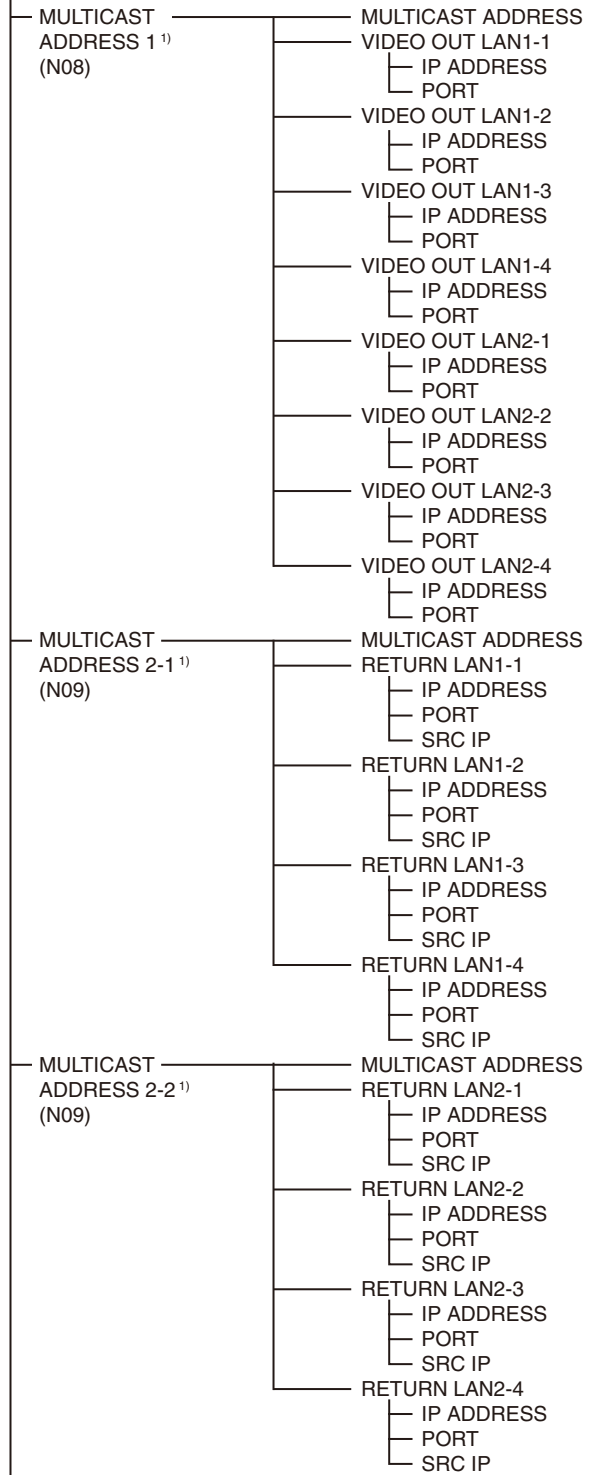 MULTICAST
ADDRESS 1 1)
(N08)
MULTICAST ADDRESS
VIDEO OUT LAN1-1
IP ADDRESS
PORT
VIDEO OUT LAN1-2
IP ADDRESS
PORT
VIDEO OUT LAN1-3
IP ADDRESS
PORT
VIDEO OUT LAN1-4
IP ADDRESS
PORT
VIDEO OUT LAN2-1
IP ADDRESS
PORT
VIDEO OUT LAN2-2
IP ADDRESS
PORT
VIDEO OUT LAN2-3
IP ADDRESS
PORT
VIDEO OUT LAN2-4
IP ADDRESS
PORT
MULTICAST
ADDRESS 2-1 1)
(N09)
MULTICAST ADDRESS
RETURN LAN1-1
IP ADDRESS
PORT
SRC IP
RETURN LAN1-2
IP ADDRESS
PORT
SRC IP
RETURN LAN1-3
IP ADDRESS
PORT
SRC IP
RETURN LAN1-4
IP ADDRESS
PORT
SRC IP
MULTICAST
ADDRESS 2-2 1)
(N09)
MULTICAST ADDRESS
RETURN LAN2-1
IP ADDRESS
PORT
SRC IP
RETURN LAN2-2
IP ADDRESS
PORT
SRC IP
RETURN LAN2-3
IP ADDRESS
PORT
SRC IP
RETURN LAN2-4
IP ADDRESS
PORT
SRC IP